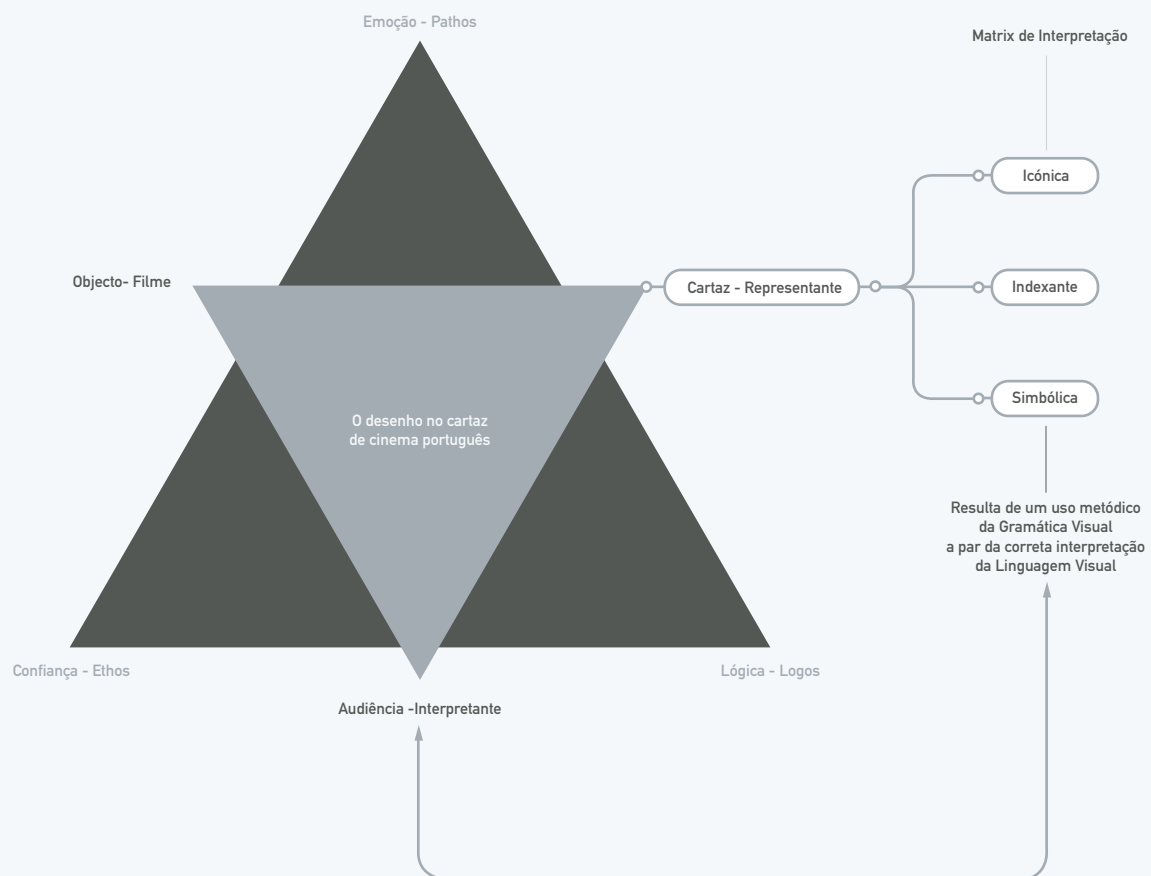 Emoção - Pathos
Matrix de Interpretação
Icónica
Objecto- Filme
Cartaz - Representante
Indexante
Simbólica
O desenho no cartaz
de cinema português
Resulta de um uso metódico
da Gramática Visual
a par da correta interpretação
da Linguagem Visual
Confiança - Ethos
Lógica - Logos
Audiência -Interpretante